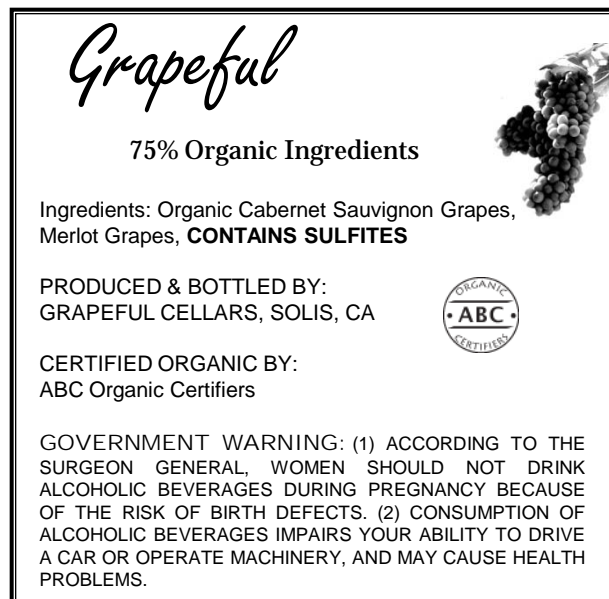 Grapeful
75% Organic Ingredients
Ingredients: Organic Cabernet Sauvignon Grapes,
Merlot Grapes, CONTAINS SULFITES
PRODUCED & BOTTLED BY:
GRAPEFUL CELLARS, SOLIS, CA
ORGANIC
• ABC •
CERTIFIERS
CERTIFIED ORGANIC BY:
ABC Organic Certifiers
GOVERNMENT WARNING: (1) ACCORDING TO THE
SURGEON GENERAL, WOMEN SHOULD NOT DRINK
ALCOHOLIC BEVERAGES DURING PREGNANCY BECAUSE
OF THE RISK OF BIRTH DEFECTS. (2) CONSUMPTION OF
ALCOHOLIC BEVERAGES IMPAIRS YOUR ABILITY TO DRIVE
A CAR OR OPERATE MACHINERY, AND MAY CAUSE HEALTH
PROBLEMS.